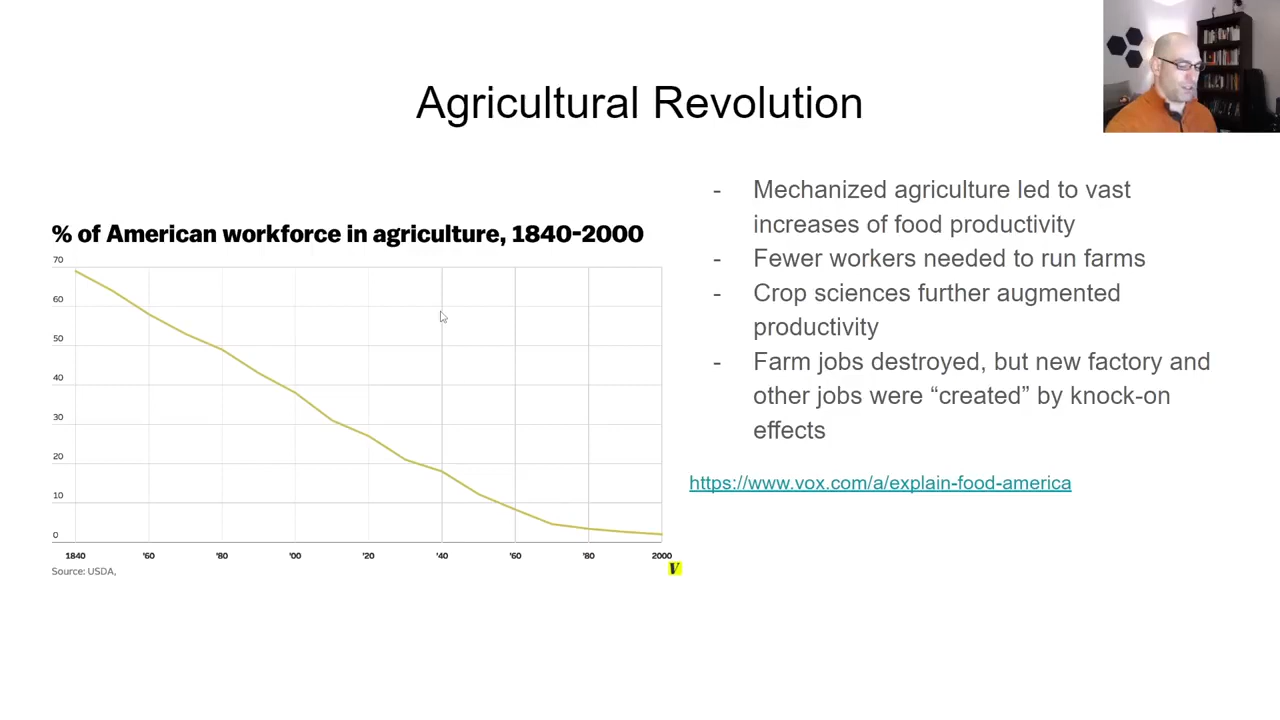 Agricultural Revolution
% of American workforce in agriculture, 1840-2000
70
60
50
40
30
20
10
0
1840 '60 '80 '00 '20 '40 '60 '80 2000
Source: USDA,
V
- Mechanized agriculture led to vast
increases of food productivity
- Fewer workers needed to run farms
- Crop sciences further augmented
productivity
- Farm jobs destroyed, but new factory and
other jobs were “created” by knock-on
effects
https://www.vox.com/a/explain-food-america